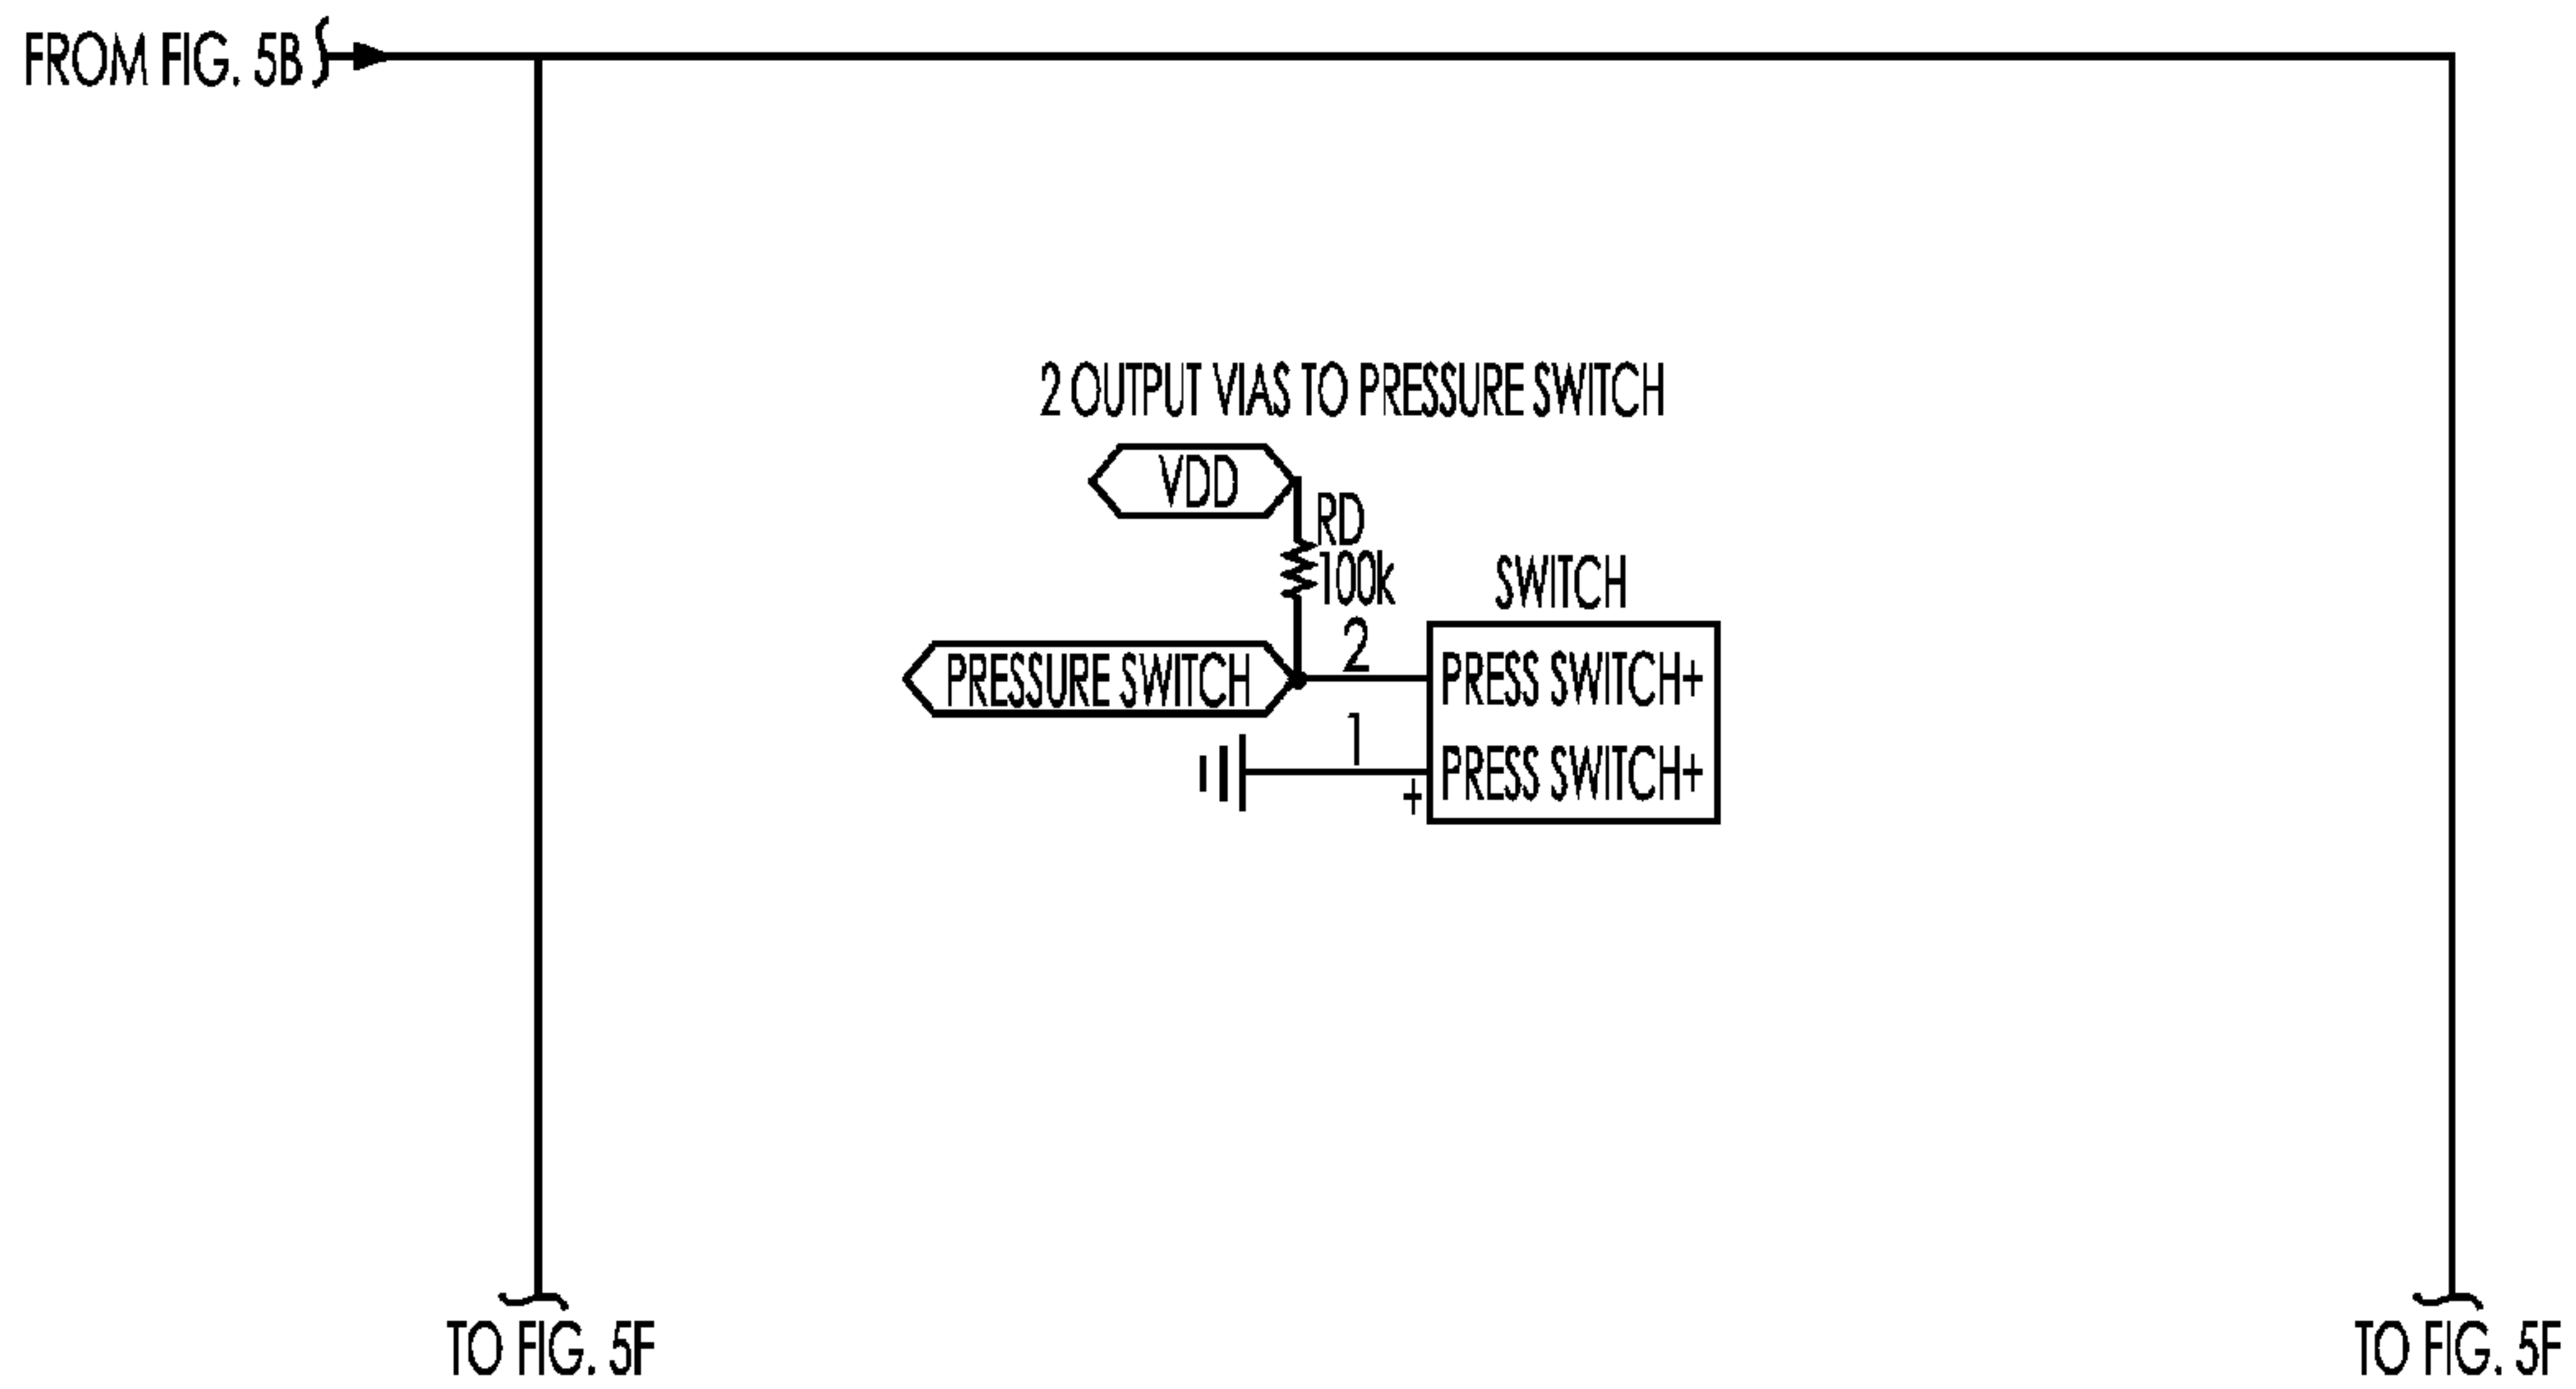 FROM FIG. 5B
2 OUTPUT VIAS TO PRESSURE SWITCH
VDD
RD
100k
SWITCH
2
PRESSURE SWITCH
PRESS SWITCH+
1
PRESS SWITCH+
+
TO FIG. 5F
TO FIG. 5F